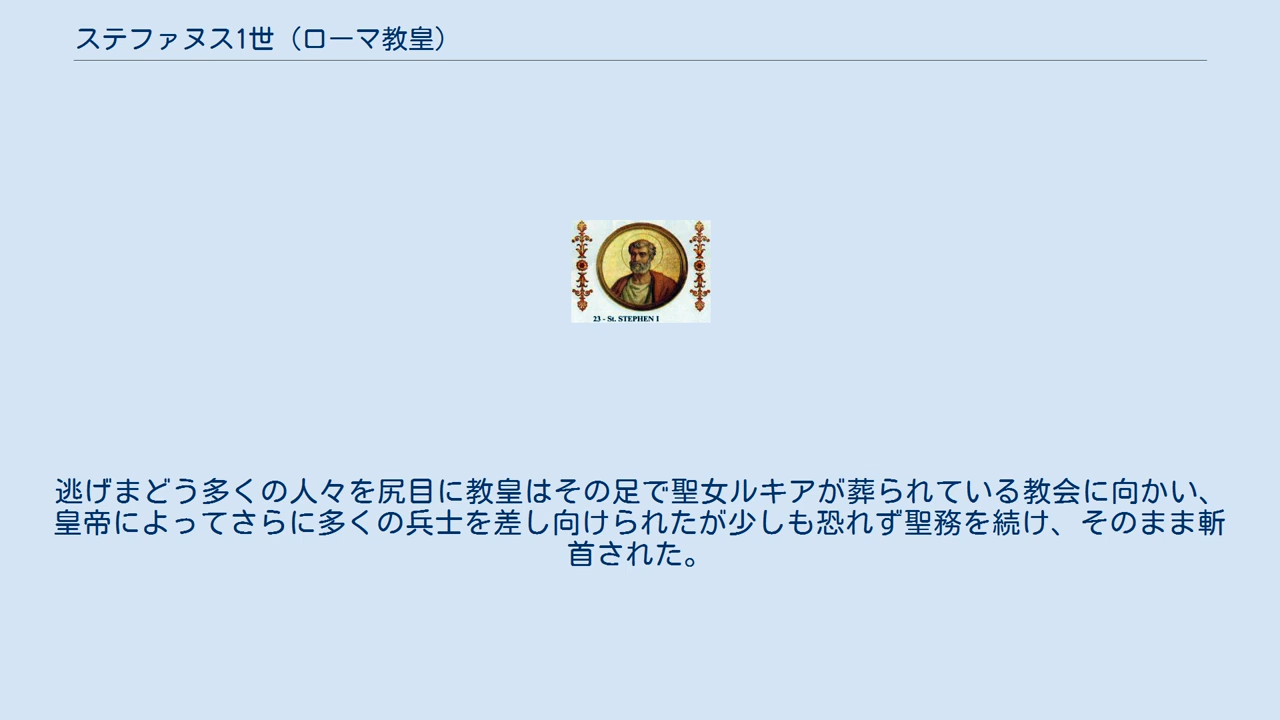 ステファヌス1世（ローマ教皇）
23 - St. STEPHEN I
逃げまどう多くの人々を尻目に教皇はその足で聖女ルキアが葬られている教会に向かい、
皇帝によってさらに多くの兵士を差し向けられたが少しも恐れず聖務を続け、そのまま斬
首された。